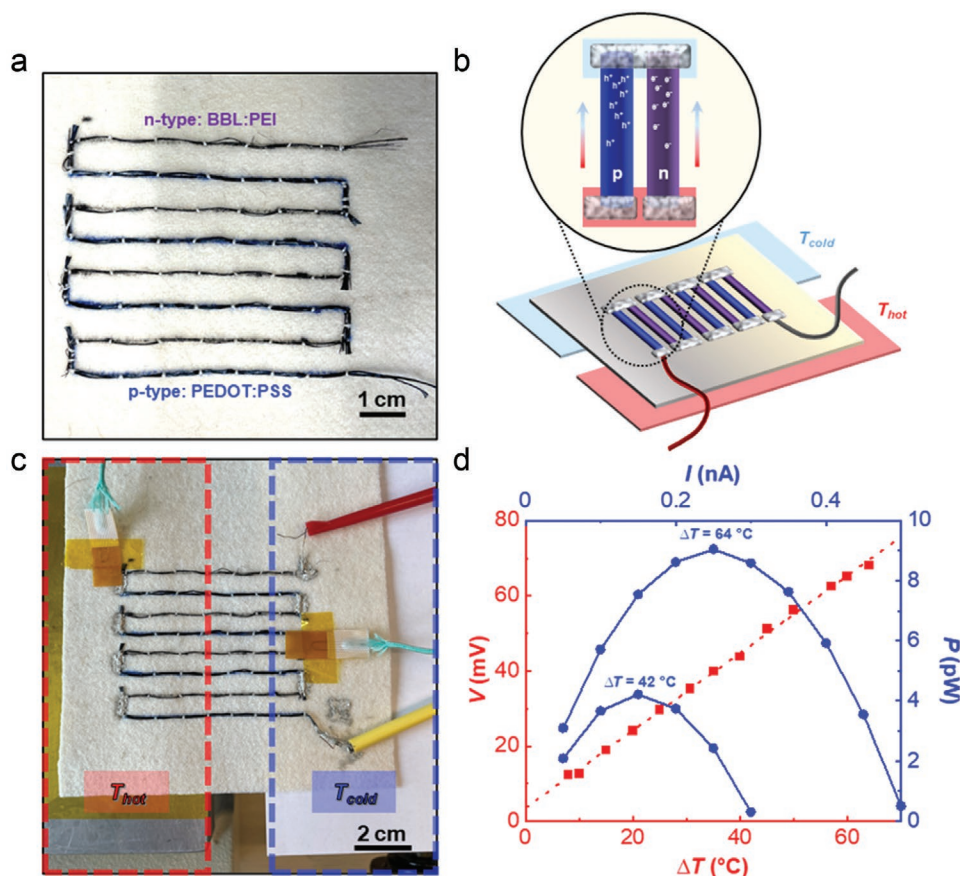 a
n-type: BBL:PEI
p-type: PEDOT:PSS
1 cm
b
h⁺ e⁻
h⁺ h⁺ e⁻ e⁻
h⁺ e⁻ e⁻
h⁺ e⁻ e⁻
h⁺
h⁺ e⁻
h⁺ e⁻
p n
T_cold
T_hot
c
T_hot
T_cold
2 cm
d
I (nA)
0 0.2 0.4
80
60
40
20
0
V (mV)
ΔT = 64 °C
ΔT = 42 °C
10
8
6
4
2
0
P (pW)
0 20 40 60
ΔT (°C)